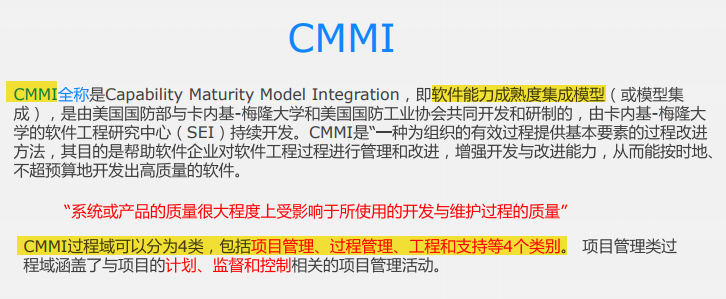 CMMI
CMMI全称是Capability Maturity Model Integration，即软件能力成熟度集成模型（或模型集
成），是由美国国防部与卡内基-梅隆大学和美国国防工业协会共同开发和研制的，由卡内基-梅隆大
学的软件工程研究中心（SEI）持续开发。CMMI是“一种为组织的有效过程提供基本要素的过程改进
方法，其目的是帮助软件企业对软件工程过程进行管理和改进，增强开发与改进能力，从而能按时地、
不超预算地开发出高质量的软件。
“系统或产品的质量很大程度上受影响于所使用的开发与维护过程的质量”
CMMI过程域可以分为4类，包括项目管理、过程管理、工程和支持等4个类别。 项目管理类过
程域涵盖了与项目的计划、监督和控制相关的项目管理活动。